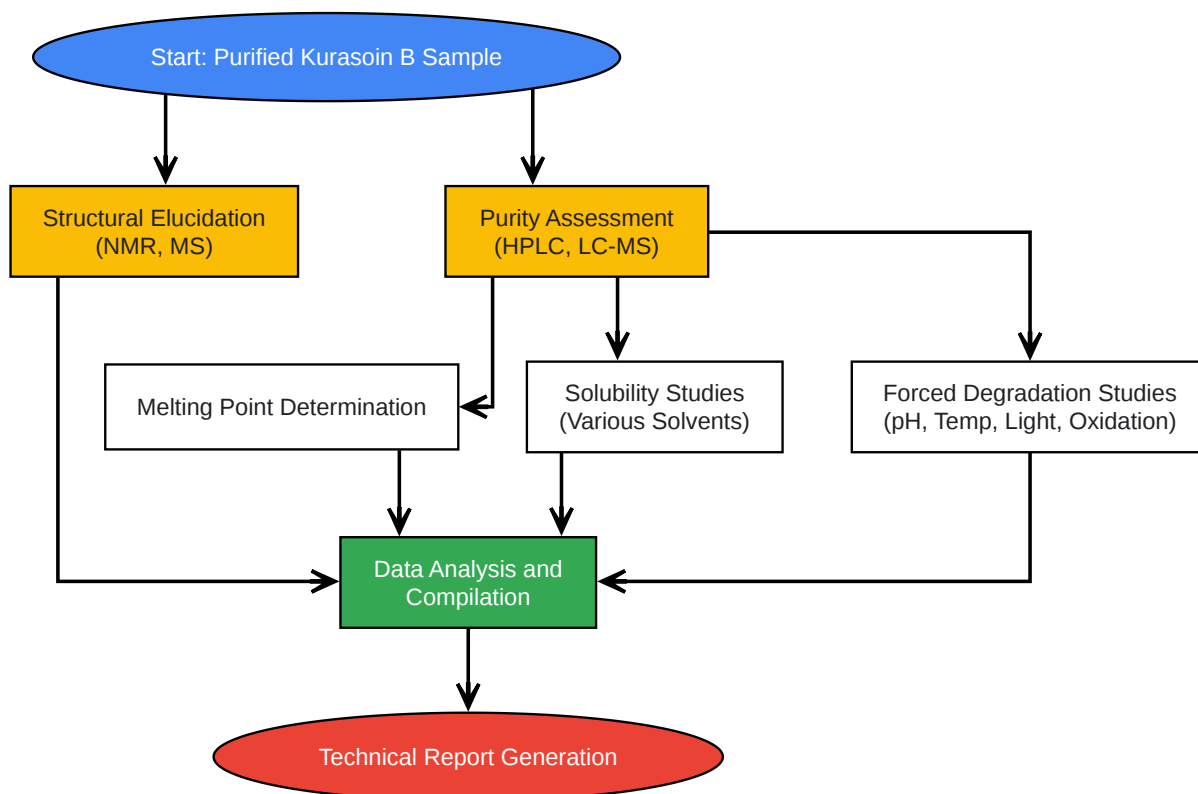 Start: Purified Kurasoin B Sample
Structural Elucidation
(NMR, MS)
Purity Assessment
(HPLC, LC-MS)
Melting Point Determination
Solubility Studies
(Various Solvents)
Forced Degradation Studies
(pH, Temp, Light, Oxidation)
Data Analysis and
Compilation
Technical Report Generation